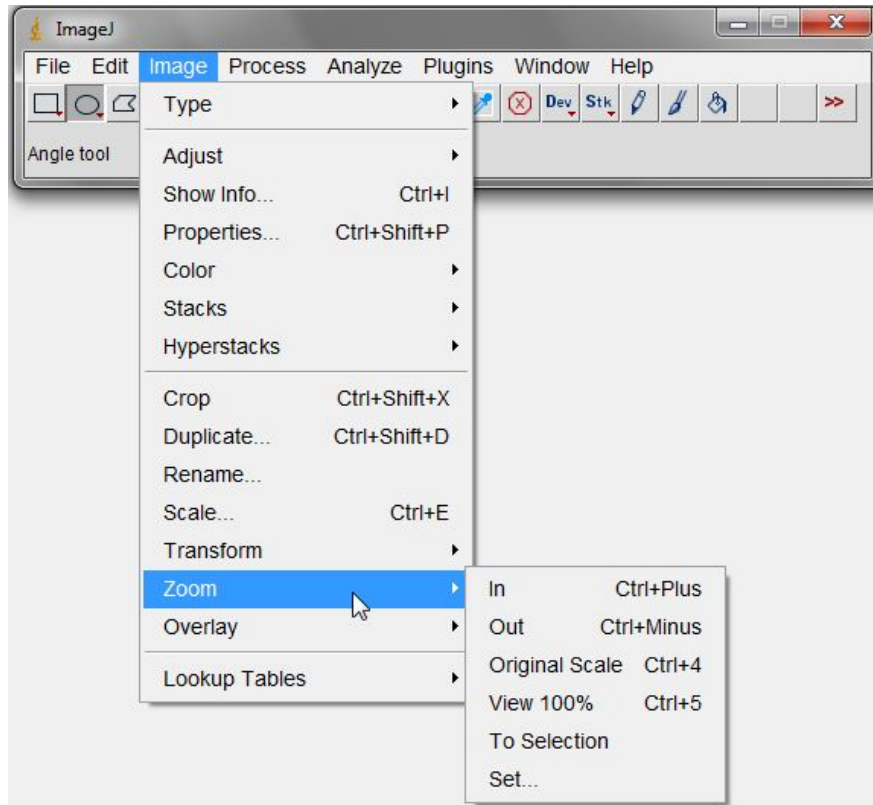 ImageJ
File Edit Image Process Analyze Plugins Window Help
Dev Stk >>
Angle tool
Type
Adjust
Show Info... Ctrl+I
Properties... Ctrl+Shift+P
Color
Stacks
Hyperstacks
Crop Ctrl+Shift+X
Duplicate... Ctrl+Shift+D
Rename...
Scale... Ctrl+E
Transform
Zoom
Overlay
Lookup Tables
In Ctrl+Plus
Out Ctrl+Minus
Original Scale Ctrl+4
View 100% Ctrl+5
To Selection
Set...